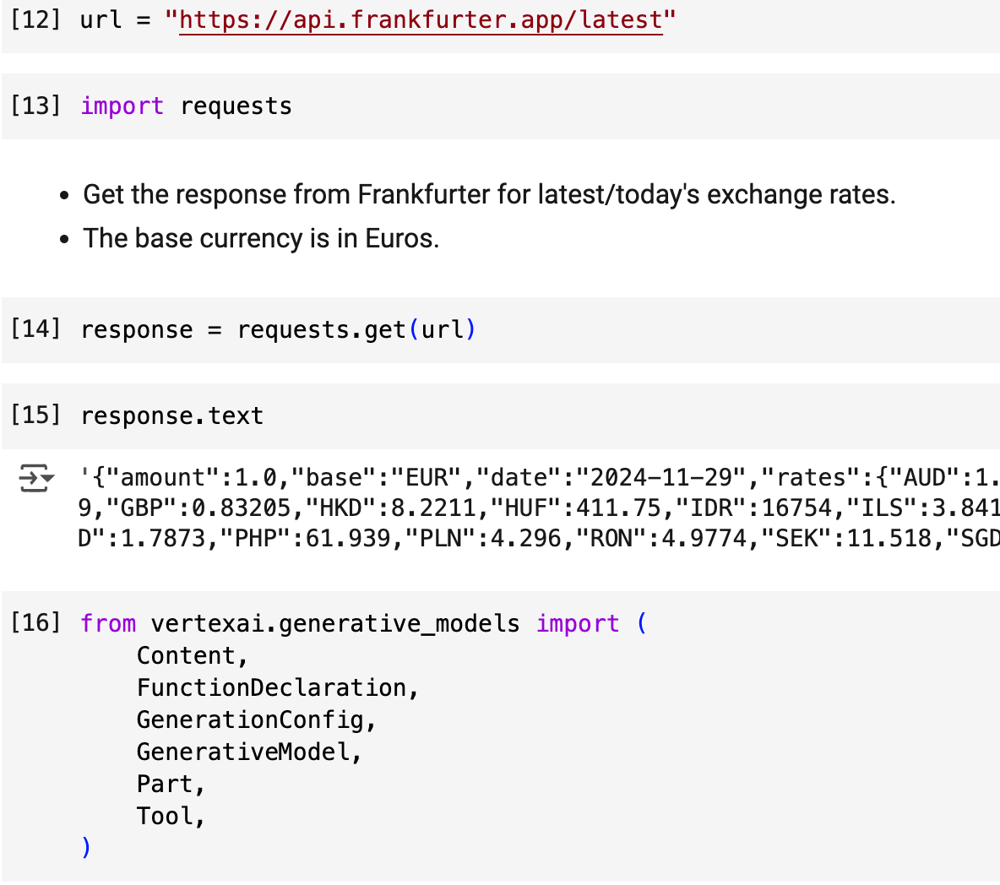 [12] url = "https://api.frankfurter.app/latest"
[13] import requests
• Get the response from Frankfurter for latest/today's exchange rates.
• The base currency is in Euros.
[14] response = requests.get(url)
[15] response.text
'{"amount":1.0,"base":"EUR","date":"2024-11-29","rates":{"AUD":1.
9,"GBP":0.83205,"HKD":8.2211,"HUF":411.75,"IDR":16754,"ILS":3.841
D":1.7873,"PHP":61.939,"PLN":4.296,"RON":4.9774,"SEK":11.518,"SGD
[16] from vertexai.generative_models import (
    Content,
    FunctionDeclaration,
    GenerationConfig,
    GenerativeModel,
    Part,
    Tool,
)